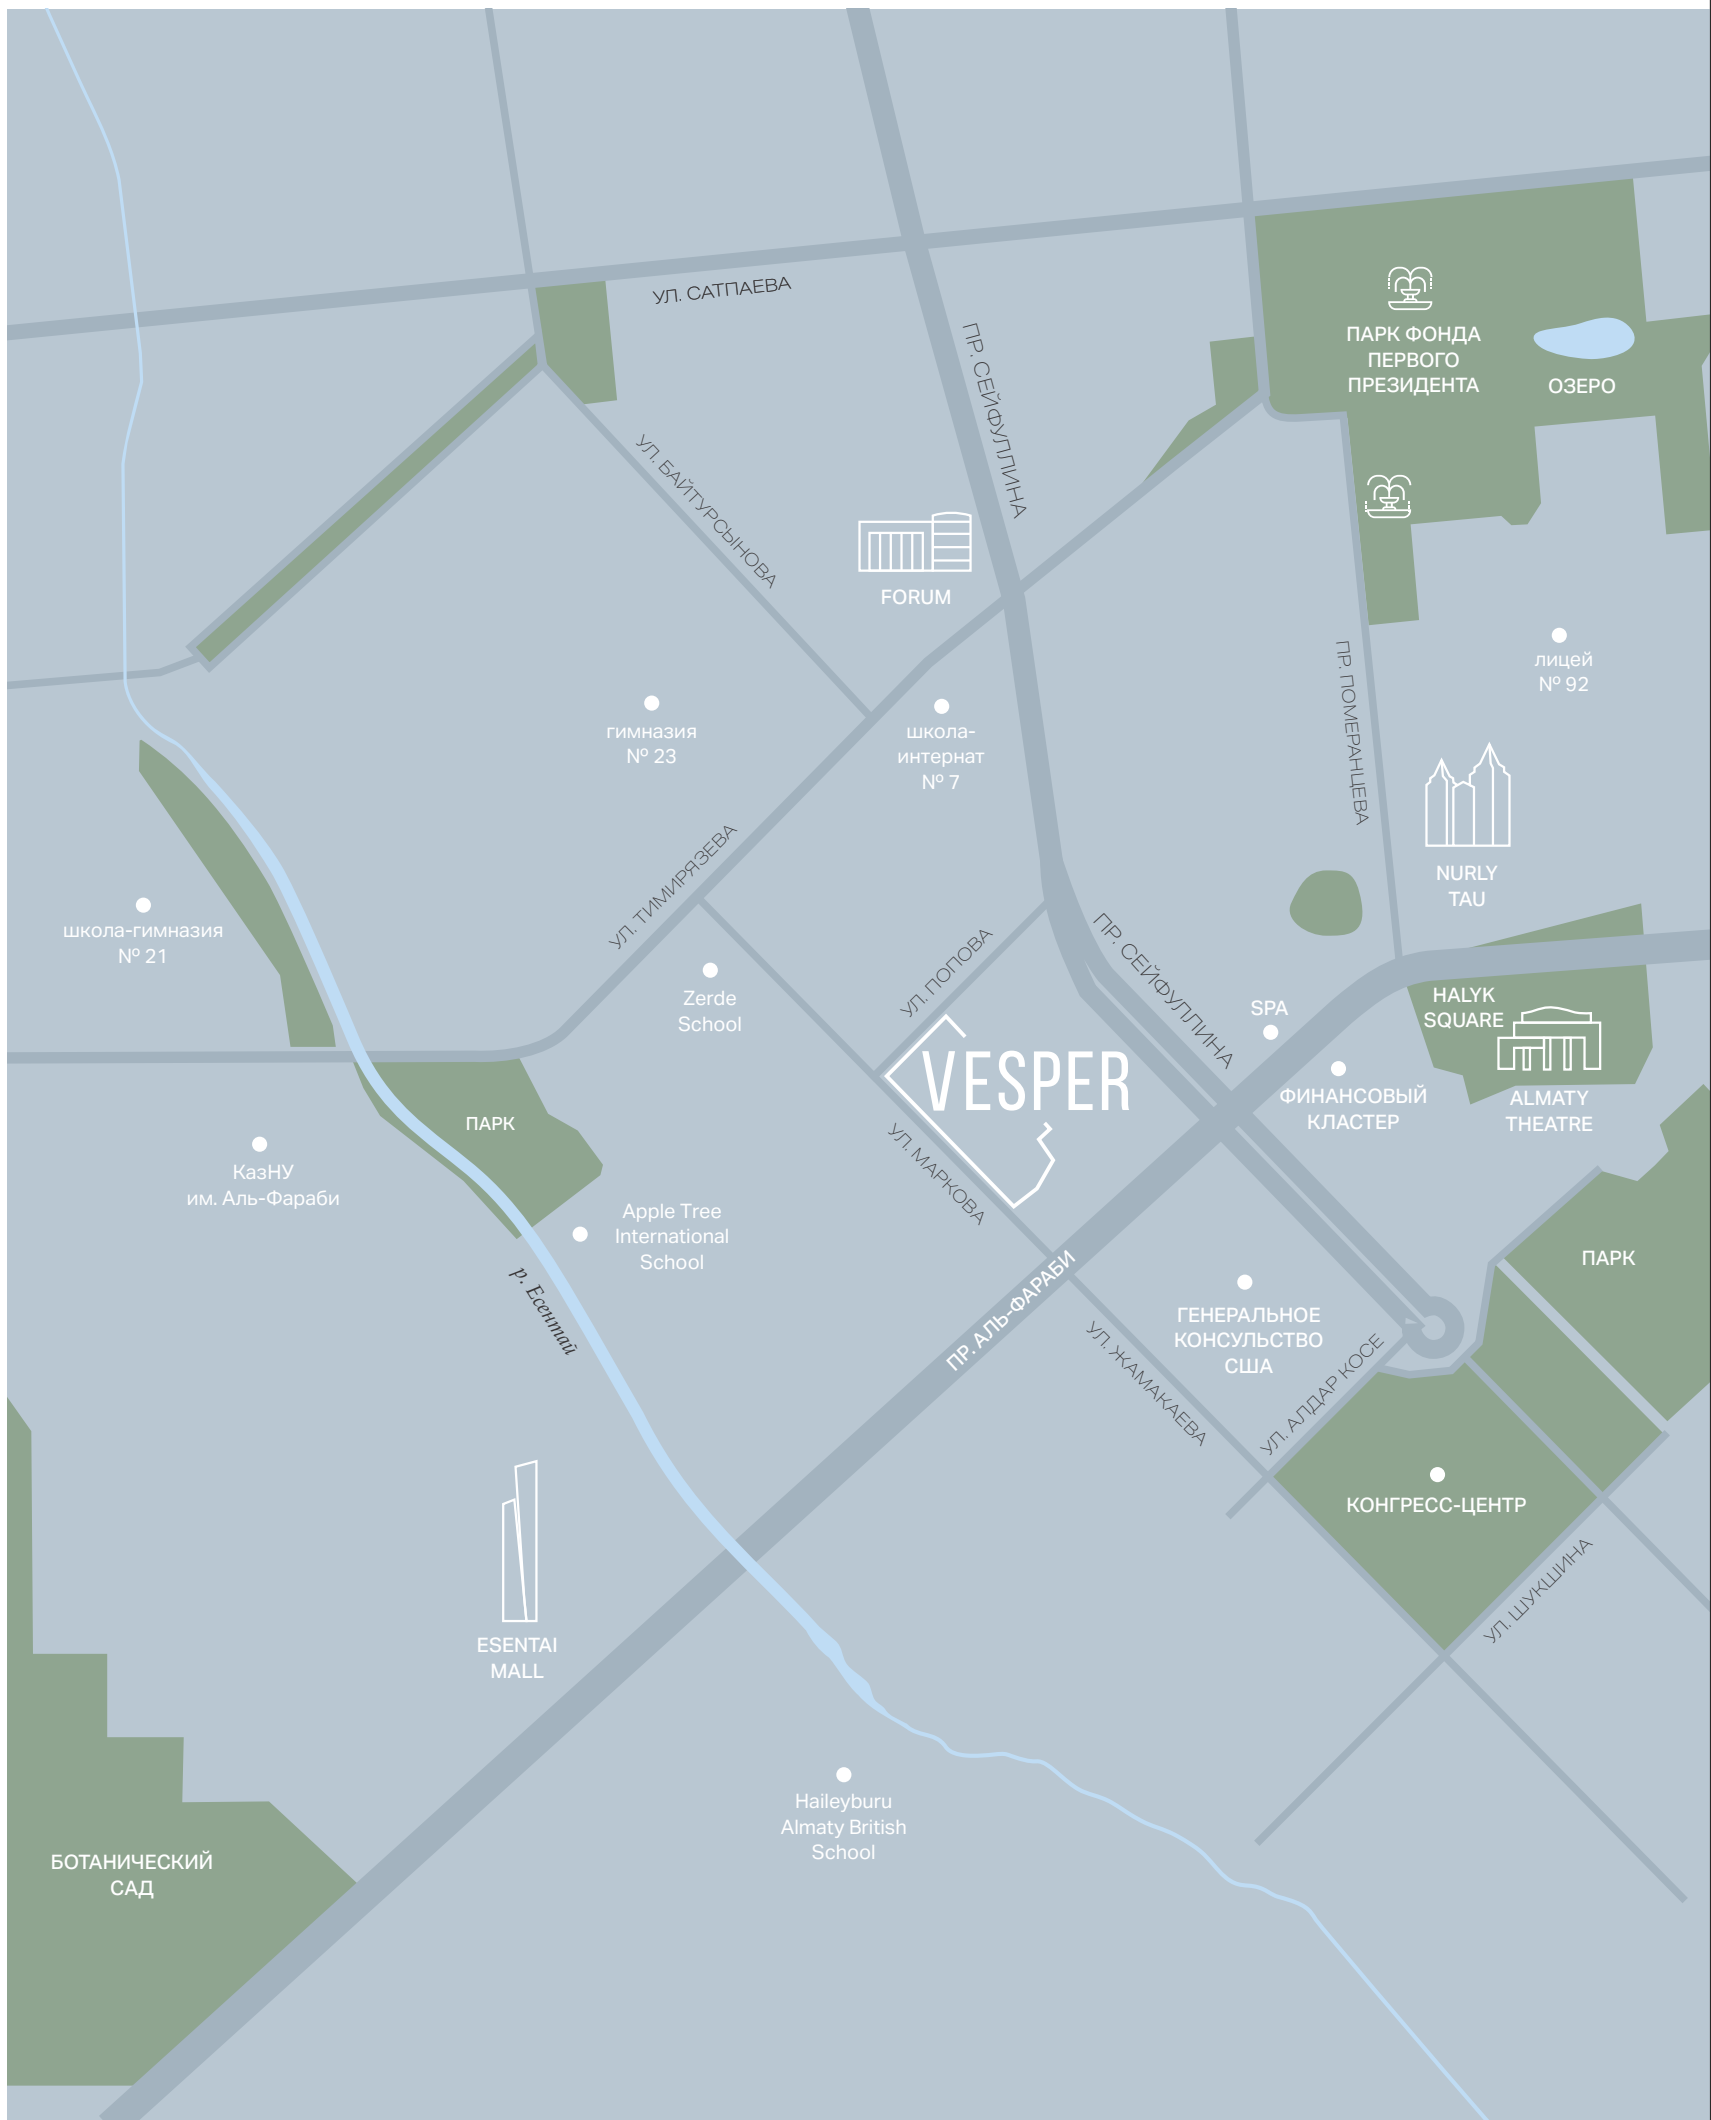 УЛ. САТПАЕВА
ПР. СЕЙФУЛЛИНА
ПАРК ФОНДА
ПЕРВОГО
ПРЕЗИДЕНТА
ОЗЕРО
УЛ. БАЙТУРСЫНОВА
FORUM
лицей
№ 92
ПР. ПОМЕРАНЦЕВА
гимназия
№ 23
школа-
интернат
№ 7
NURLY
TAU
УЛ. ТИМИРЯЗЕВА
школа-гимназия
№ 21
Zerde
School
УЛ. ПОПОВА
ПР. СЕЙФУЛЛИНА
SPA
HALYK
SQUARE
VESPER
ФИНАНСОВЫЙ
КЛАСТЕР
ALMATY
THEATRE
ПАРК
УЛ. МАРКОВА
КазНУ
им. Аль-Фараби
Apple Tree
International
School
р. Есентай
ПР. АЛЬ-ФАРАБИ
ПАРК
ГЕНЕРАЛЬНОЕ
КОНСУЛЬСТВО
США
УЛ. ЖАМАКАЕВА
УЛ. АЛДАР КОСЕ
КОНГРЕСС-ЦЕНТР
УЛ. ШУКШИНА
ESENTAI
MALL
Haileyburu
Almaty British
School
БОТАНИЧЕСКИЙ
САД